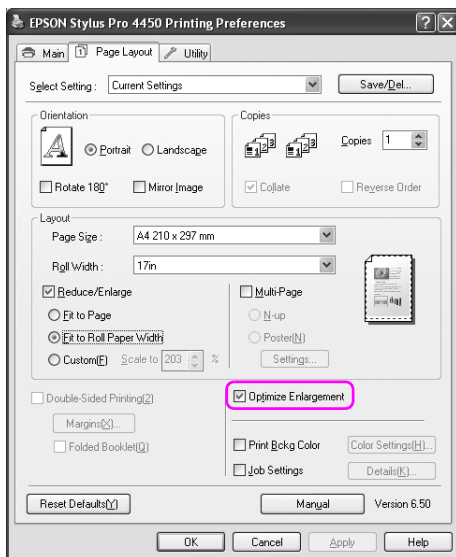 EPSON Stylus Pro 4450 Printing Preferences
Main Page Layout Utility
Select Setting : Current Settings Save/Del...
Orientation
Portrait Landscape
Rotate 180° Mirror Image
Copies
Copies 1
Collate Reverse Order
Layout
Page Size : A4 210 x 297 mm
Roll Width : 17in
Reduce/Enlarge
Fit to Page
Fit to Roll Paper Width
Custom(F) Scale to 203 %
Multi-Page
N-up
Poster(N)
Settings...
Double-Sided Printing(2)
Margins(X)...
Folded Booklet(Q)
Optimize Enlargement
Print Bckg Color Color Settings(H)...
Job Settings Details(K)...
Reset Defaults(Y) Manual Version 6.50
OK Cancel Apply Help